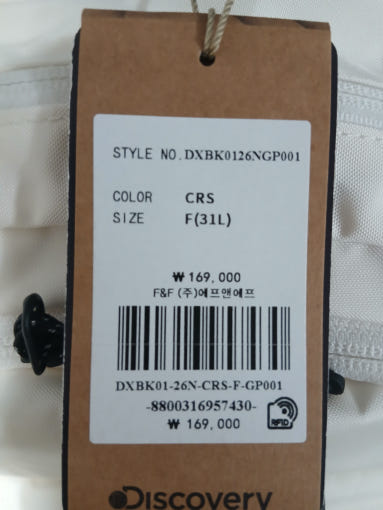 STYLE NO. DXBK0126NGP001
COLOR CRS
SIZE F(31L)
₩ 169,000
F&F (주)에프앤에프
DXBK01-26N-CRS-F-GP001
-8800316957430-
₩ 169,000
RFID
Discovery